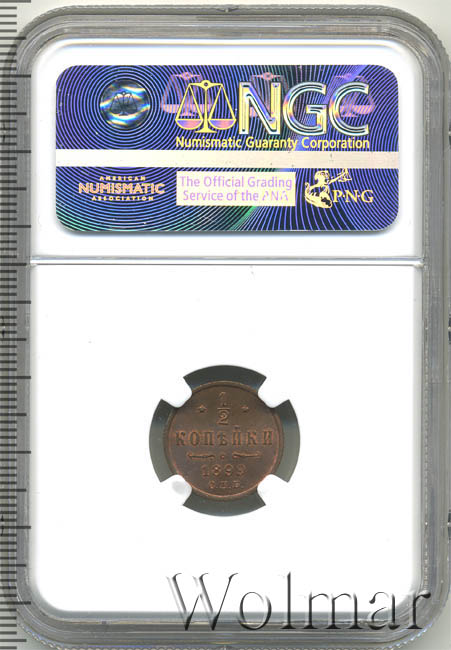 NGC
Numismatic Guaranty Corporation
AMERICAN
NUMISMATIC
ASSOCIATION
The Official Grading
Service of the PNG
PNG
1/2
КОПѢЙКИ
1899
С.П.Б.
Wolmar